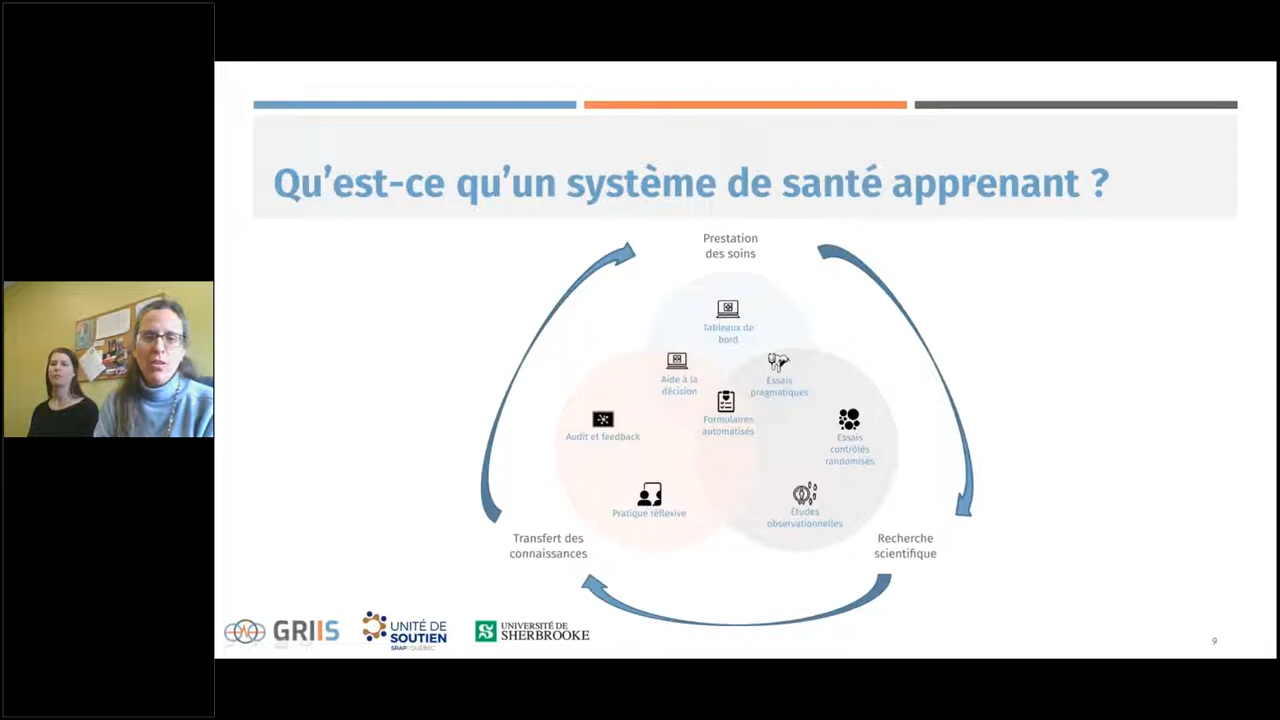 Qu'est-ce qu'un système de santé apprenant ?
Prestation
des soins
Tableaux de
bord
Aide à la
décision
Essais
pragmatiques
Formulaires
automatisés
Audit et feedback
Essais
contrôlés
randomisés
Pratique réflexive
Études
observationnelles
Transfert des
connaissances
Recherche
scientifique
GRIIS
UNITÉ DE
SOUTIEN
SRAP QUÉBEC
UNIVERSITÉ DE
SHERBROOKE
9